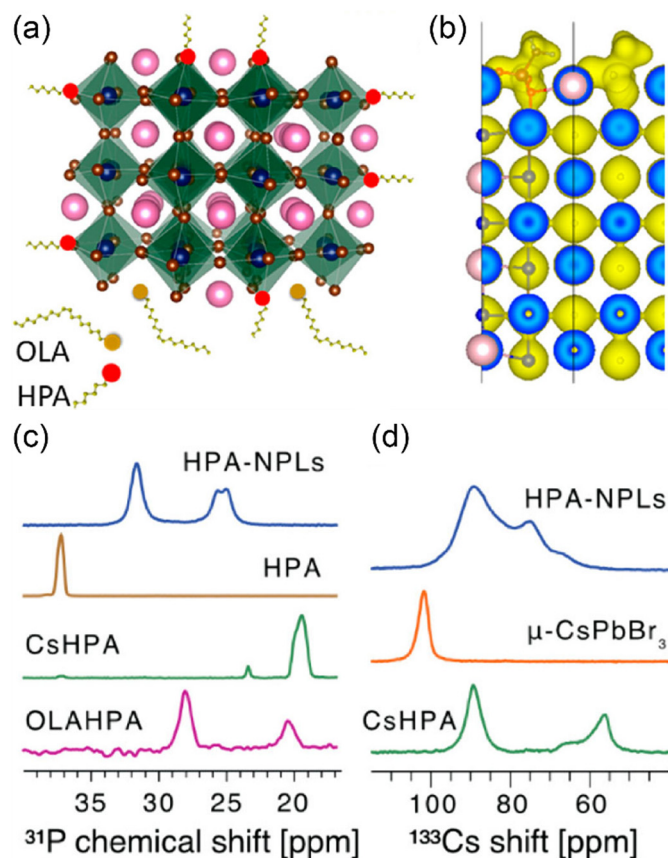 (a)
(b)
OLA
HPA
(c)
(d)
HPA-NPLs
HPA
CsHPA
OLAHPA
35 30 25 20
³¹P chemical shift [ppm]
HPA-NPLs
µ-CsPbBr₃
CsHPA
100 80 60
¹³³Cs shift [ppm]